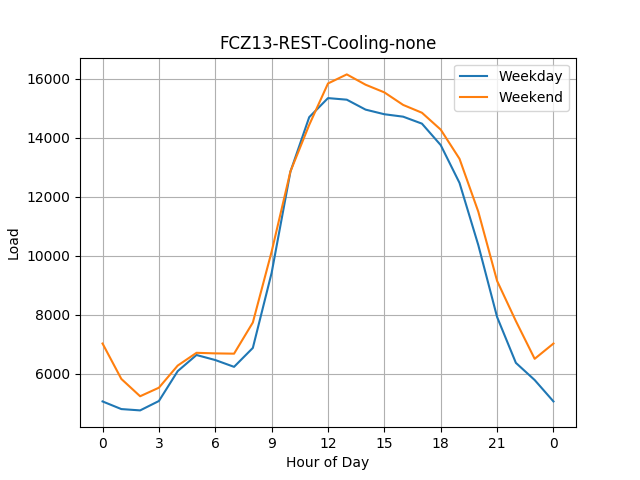 FCZ13-REST-Cooling-none
Weekday
Weekend
Load
16000
14000
12000
10000
8000
6000
0 3 6 9 12 15 18 21 0
Hour of Day